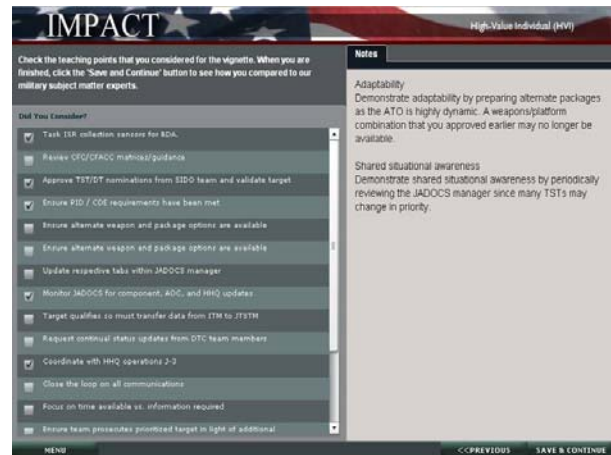 IMPACT
High-Value Individual (HVI)
Check the teaching points that you considered for the vignette. When you are
finished, click the 'Save and Continue' button to see how you compared to our
military subject matter experts.
Did You Consider?
Task ISR collection sensors for BDA.
Review CFC/CFACC matrices/guidance
Approve TST/DT nominations from SIDO team and validate target
Ensure PID / CDE requirements have been met
Ensure alternate weapon and package options are available
Ensure alternate weapon and package options are available
Update respective tabs within JADOCS manager
Monitor JADOCS for component, AOC, and HHQ updates
Target qualifies so must transfer data from ITM to JTSTM
Request continual status updates from DTC team members
Coordinate with HHQ operations J-3
Close the loop on all communications
Focus on time available vs. information required
Ensure team prosecutes prioritized target in light of additional
Notes
Adaptability
Demonstrate adaptability by preparing alternate packages
as the ATO is highly dynamic. A weapons/platform
combination that you approved earlier may no longer be
available.
Shared situational awareness
Demonstrate shared situational awareness by periodically
reviewing the JADOCS manager since many TSTs may
change in priority.
MENU
<<PREVIOUS
SAVE & CONTINUE